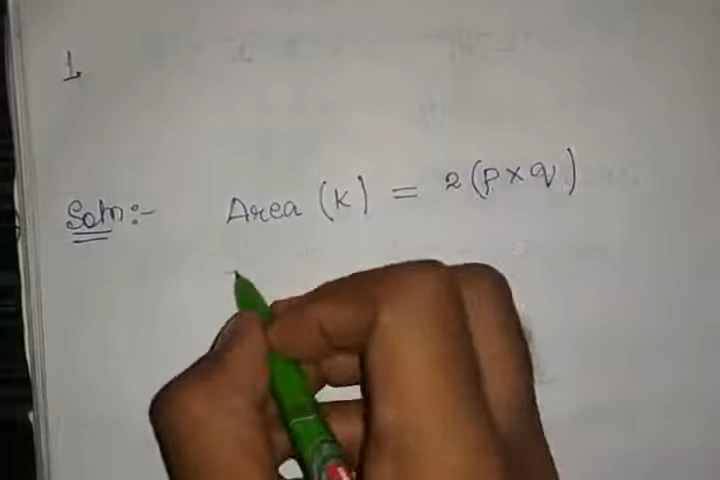 1
Soln:- Area (K) = 2(p×q)